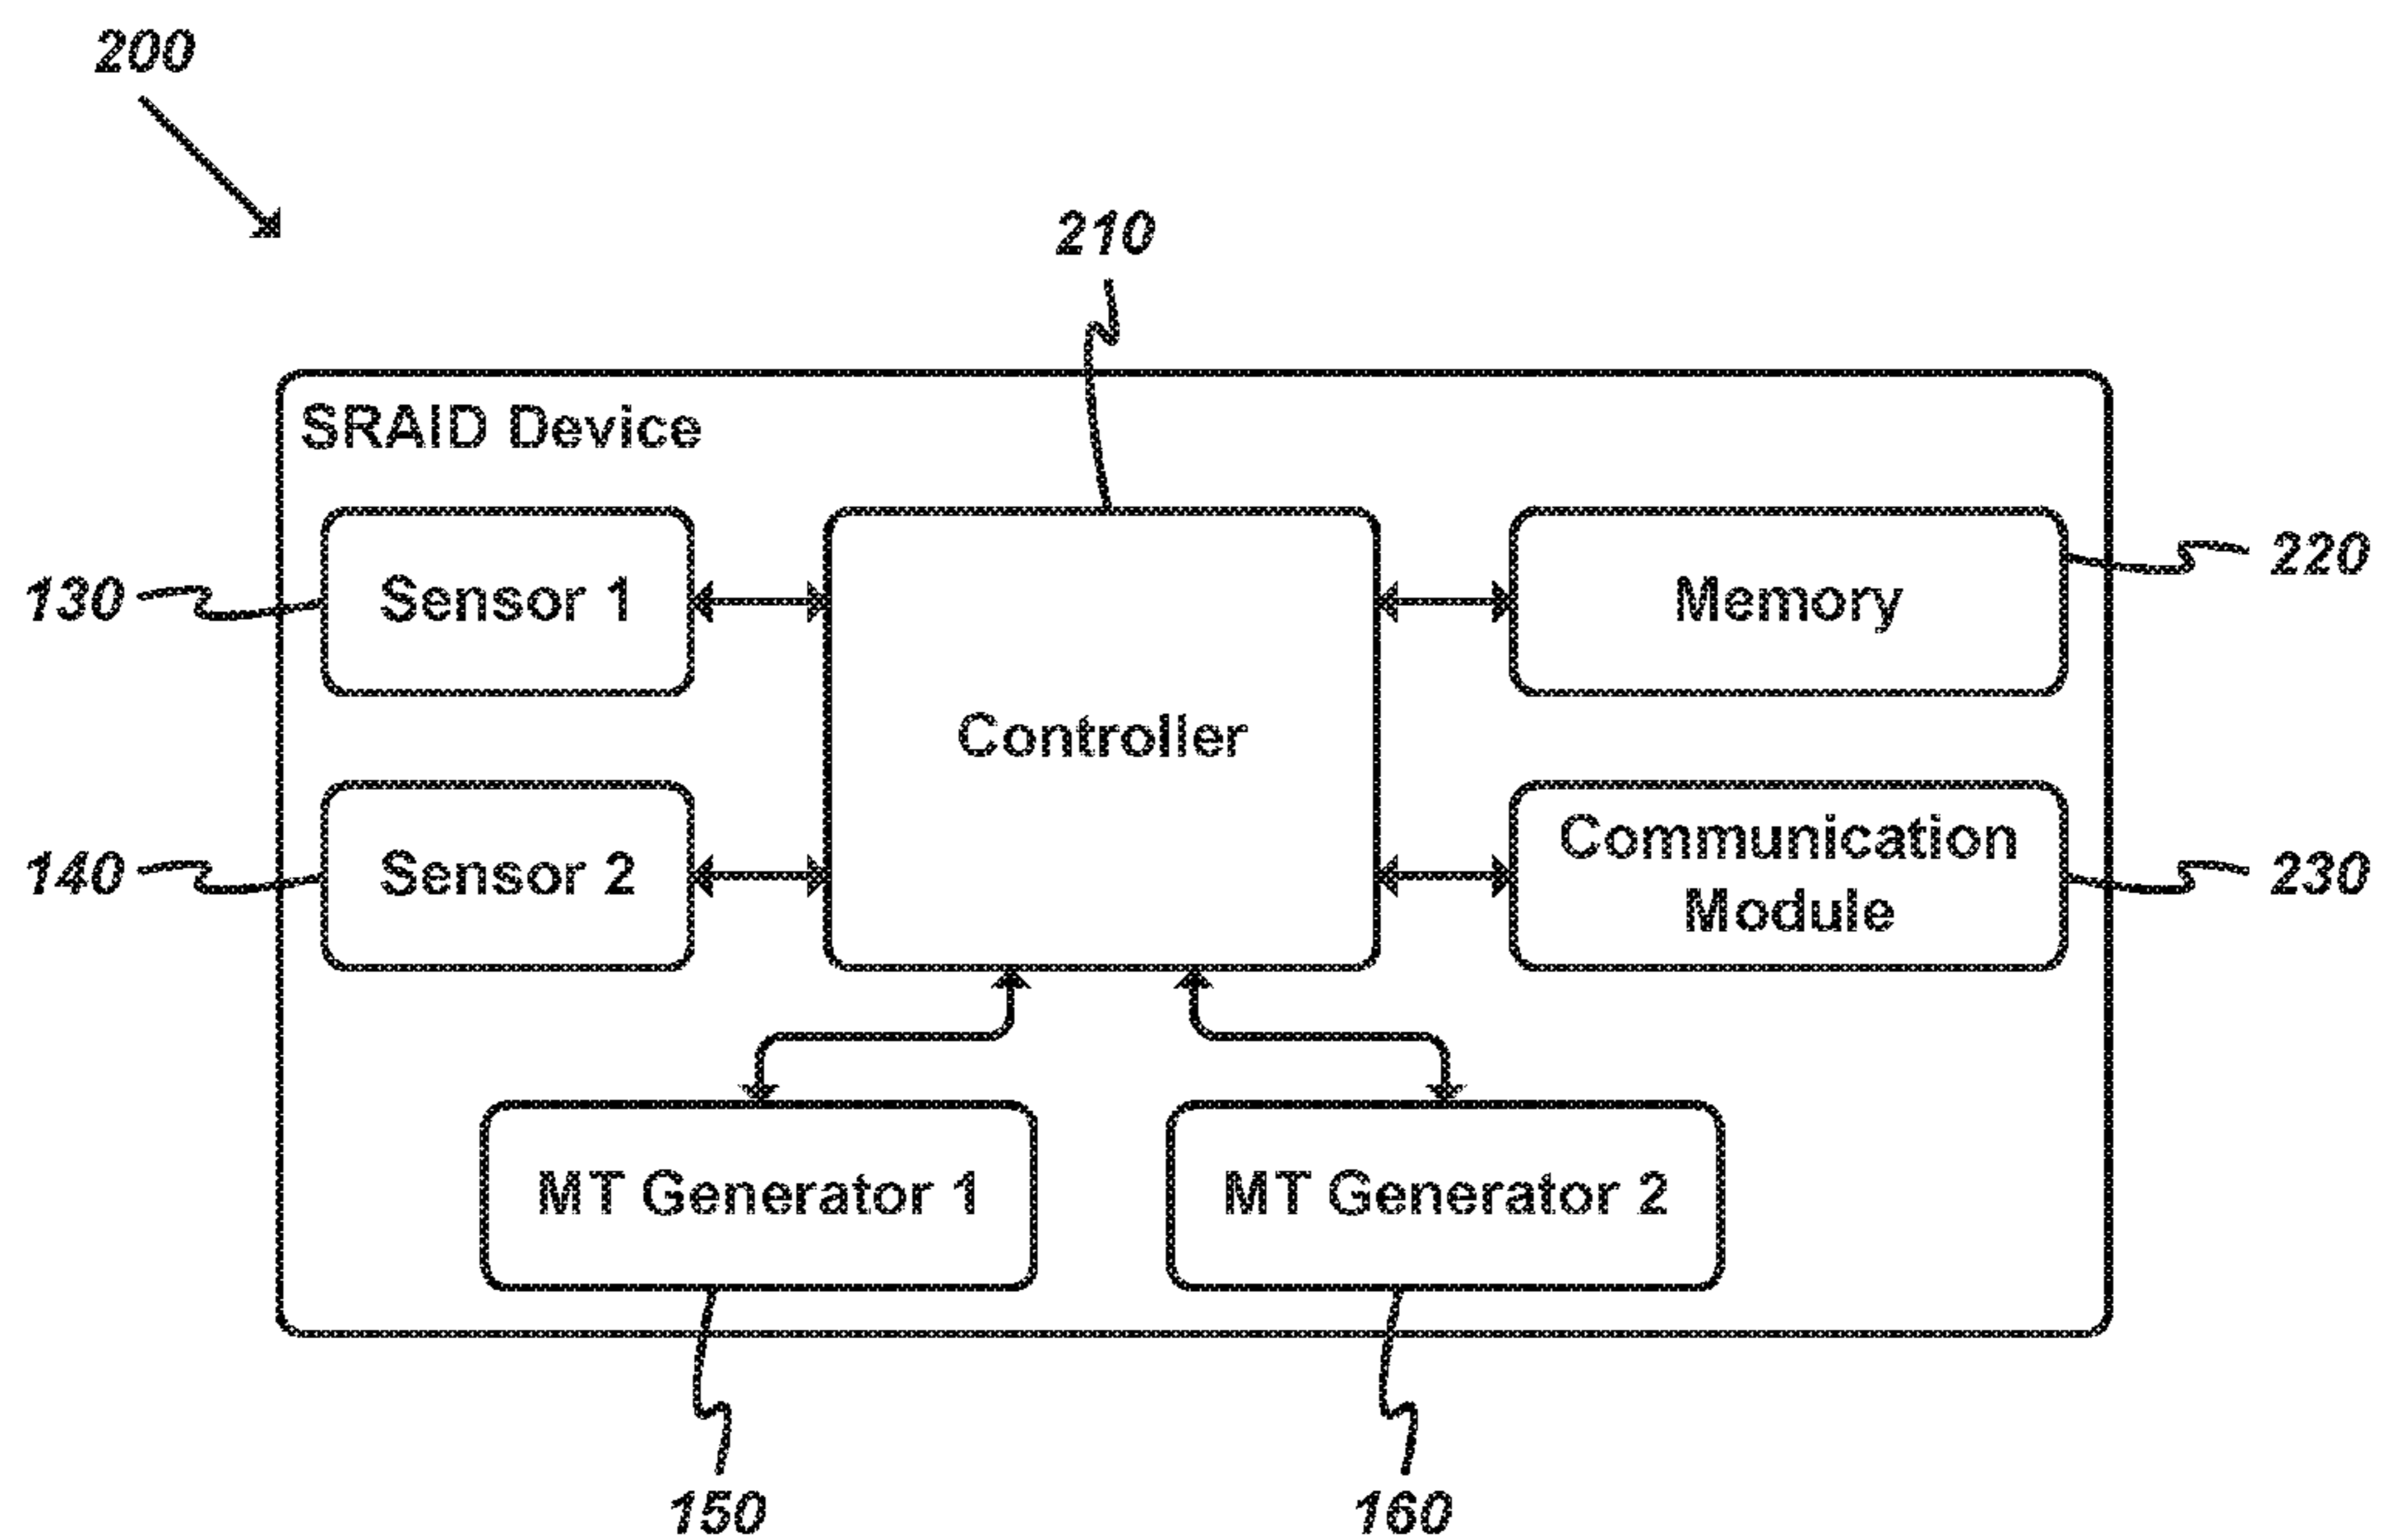 200
210
SRAID Device
Sensor 1
Memory
220
130
Controller
Communication
Module
Sensor 2
140
230
MT Generator 1
MT Generator 2
150
160